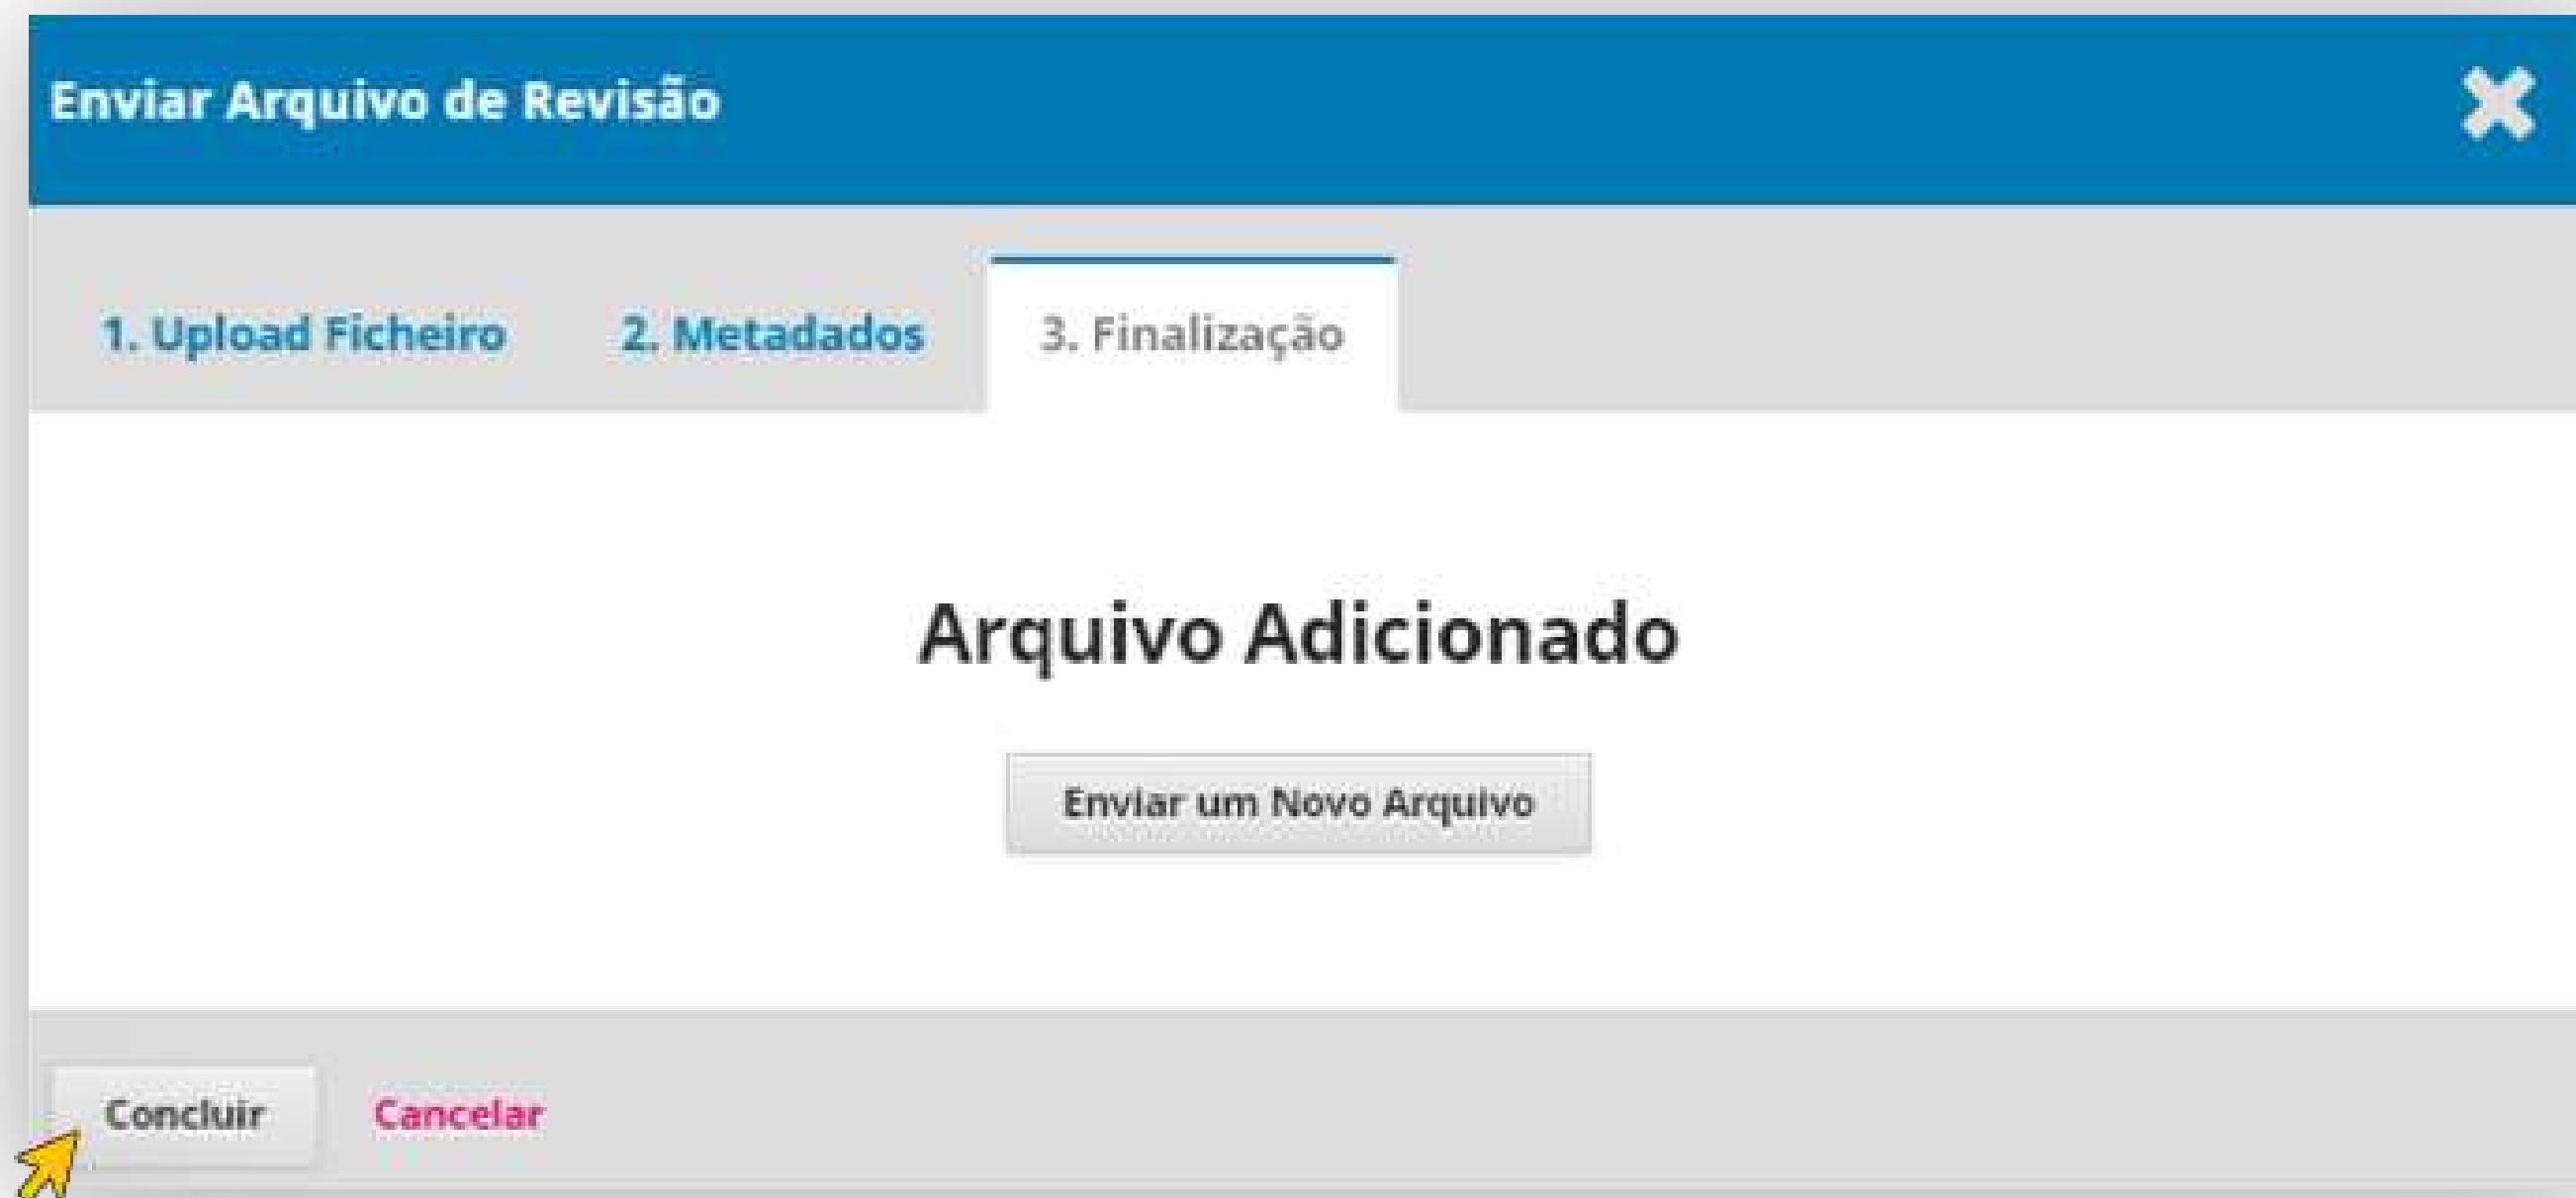 Enviar Arquivo de Revisão
1. Upload Ficheiro 2. Metadados 3. Finalização
Arquivo Adicionado
Enviar um Novo Arquivo
Concluir Cancelar